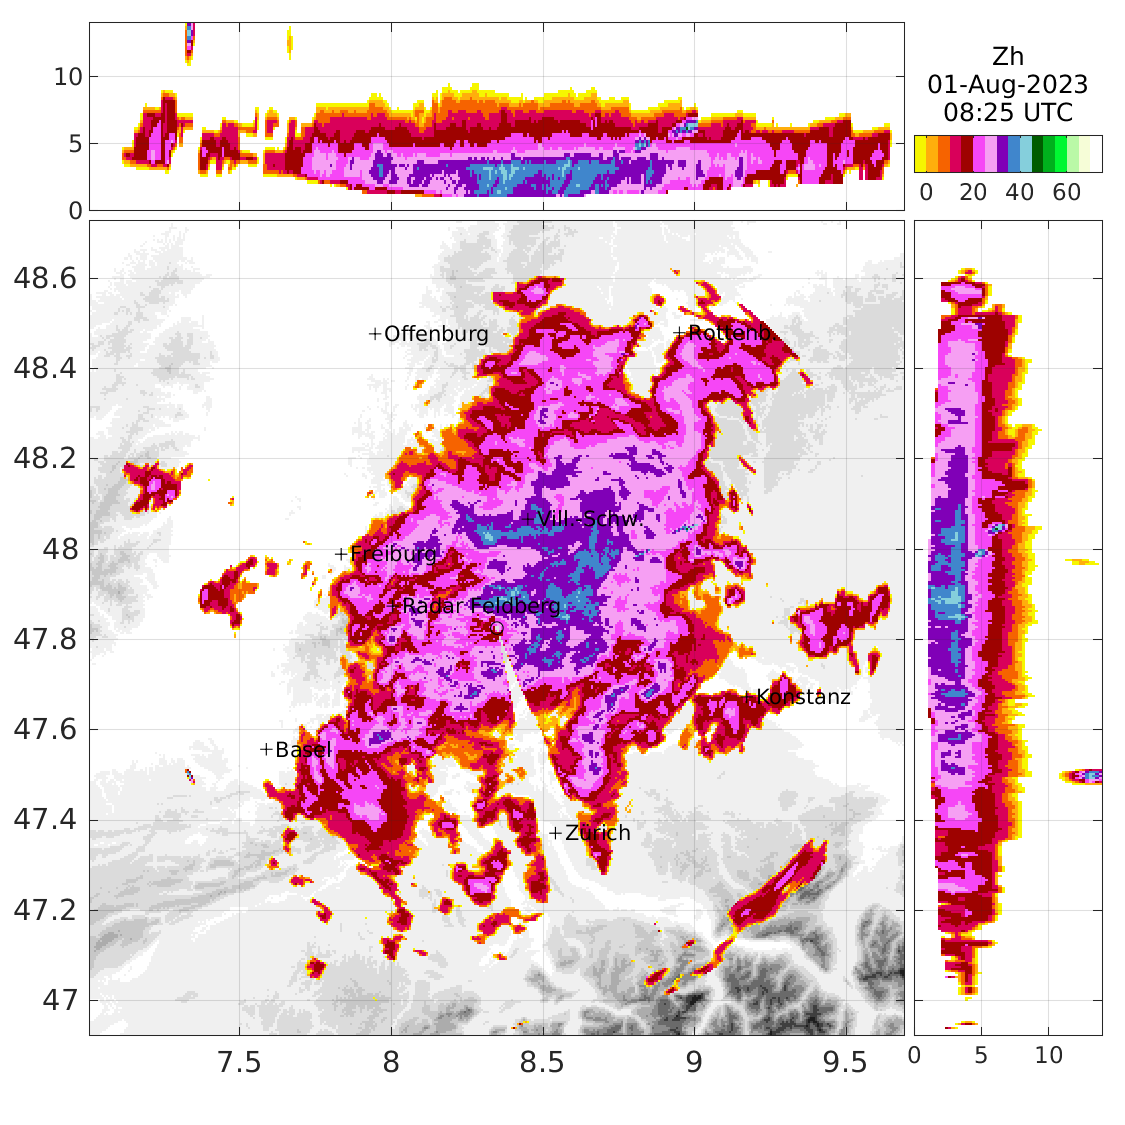 10
5
0
Zh
01-Aug-2023
08:25 UTC
0 20 40 60
48.6
48.4
48.2
48
47.8
47.6
47.4
47.2
47
+Offenburg
+Rottenb.
+Vill.-Schw.
+Freiburg
+Radar Feldberg
+Konstanz
+Basel
+Zürich
7.5 8 8.5 9 9.5
0 5 10